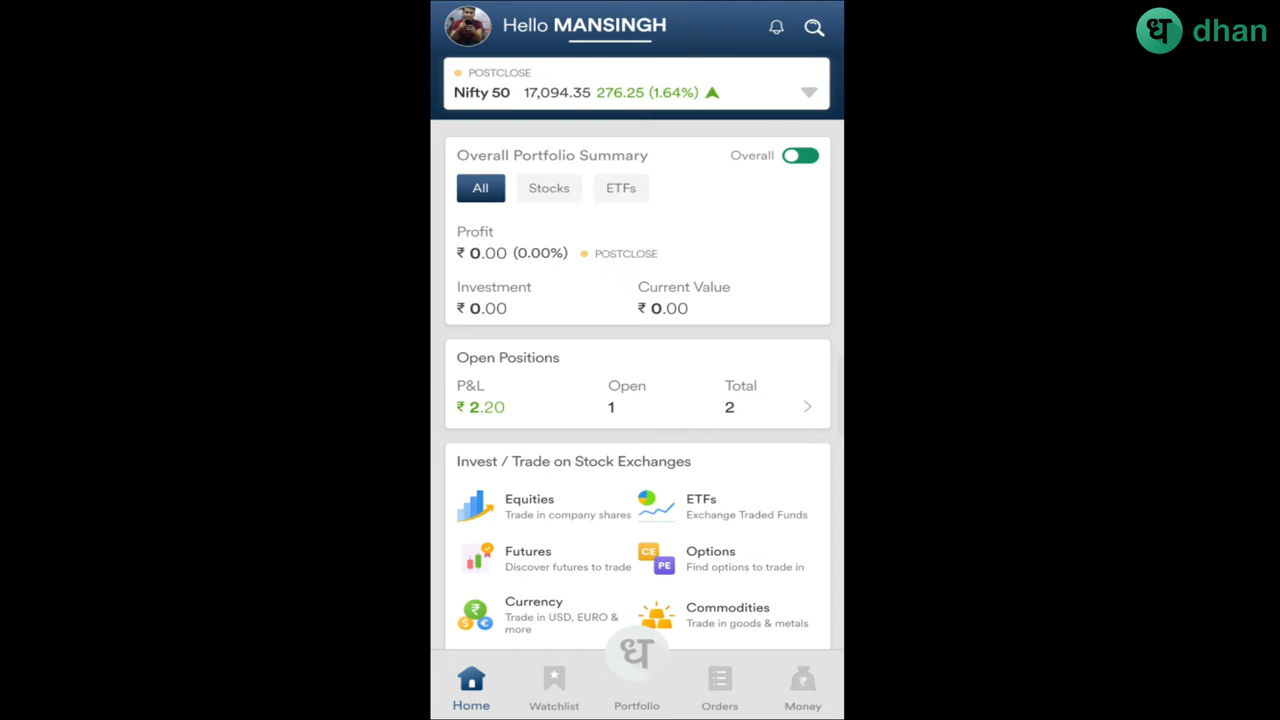 ध dhan
Hello MANSINGH
POSTCLOSE
Nifty 50 17,094.35 276.25 (1.64%)
Overall Portfolio Summary Overall
All Stocks ETFs
Profit
₹ 0.00 (0.00%) POSTCLOSE
Investment Current Value
₹ 0.00 ₹ 0.00
Open Positions
P&L Open Total
₹ 2.20 1 2
Invest / Trade on Stock Exchanges
Equities ETFs
Trade in company shares Exchange Traded Funds
CE
Futures Options
PE
Discover futures to trade Find options to trade in
Currency Commodities
Trade in USD, EURO & Trade in goods & metals
more
ध
Home Watchlist Portfolio Orders Money